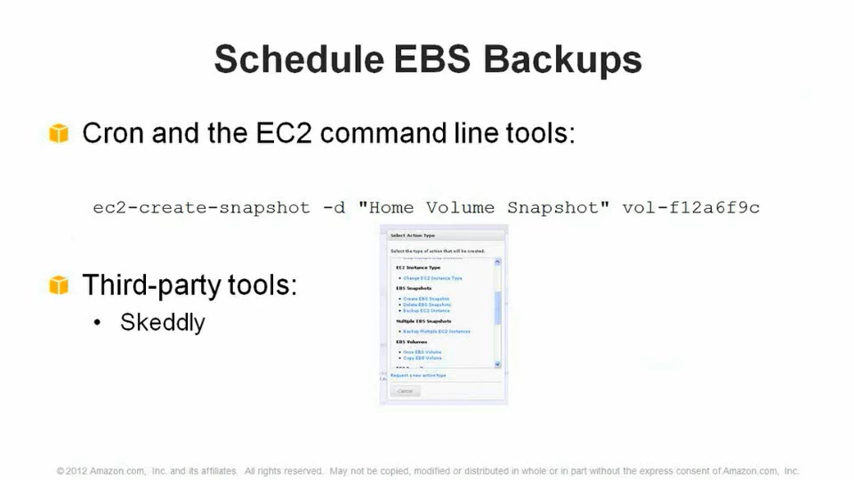 Schedule EBS Backups
Cron and the EC2 command line tools:
ec2-create-snapshot -d "Home Volume Snapshot" vol-f12a6f9c
Third-party tools:
• Skeddly
Select Action Type
Select the type of action that will be created.
EC2 Instance Type
• Change EC2 Instance Type
EBS Snapshots
• Create EBS Snapshot
• Delete EBS Snapshots
• Backup EC2 Instance
Multiple EBS Snapshots
• Backup Multiple EC2 Instances
EBS Volumes
EBS Volume
• Copy EBS Volume
Request a new action type
Cancel
©2012 Amazon.com, Inc. and its affiliates. All rights reserved. May not be copied, modified or distributed in whole or in part without the express consent of Amazon.com, Inc.